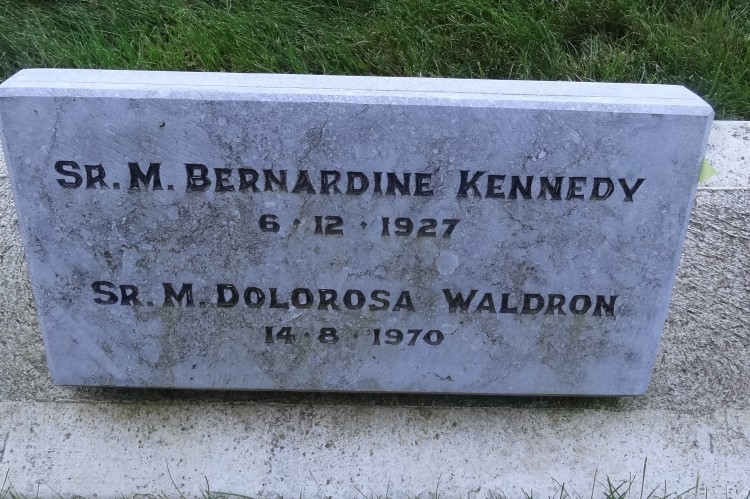 Sr. M. Bernardine Kennedy
6 · 12 · 1927
Sr. M. Dolorosa Waldron
14 · 8 · 1970